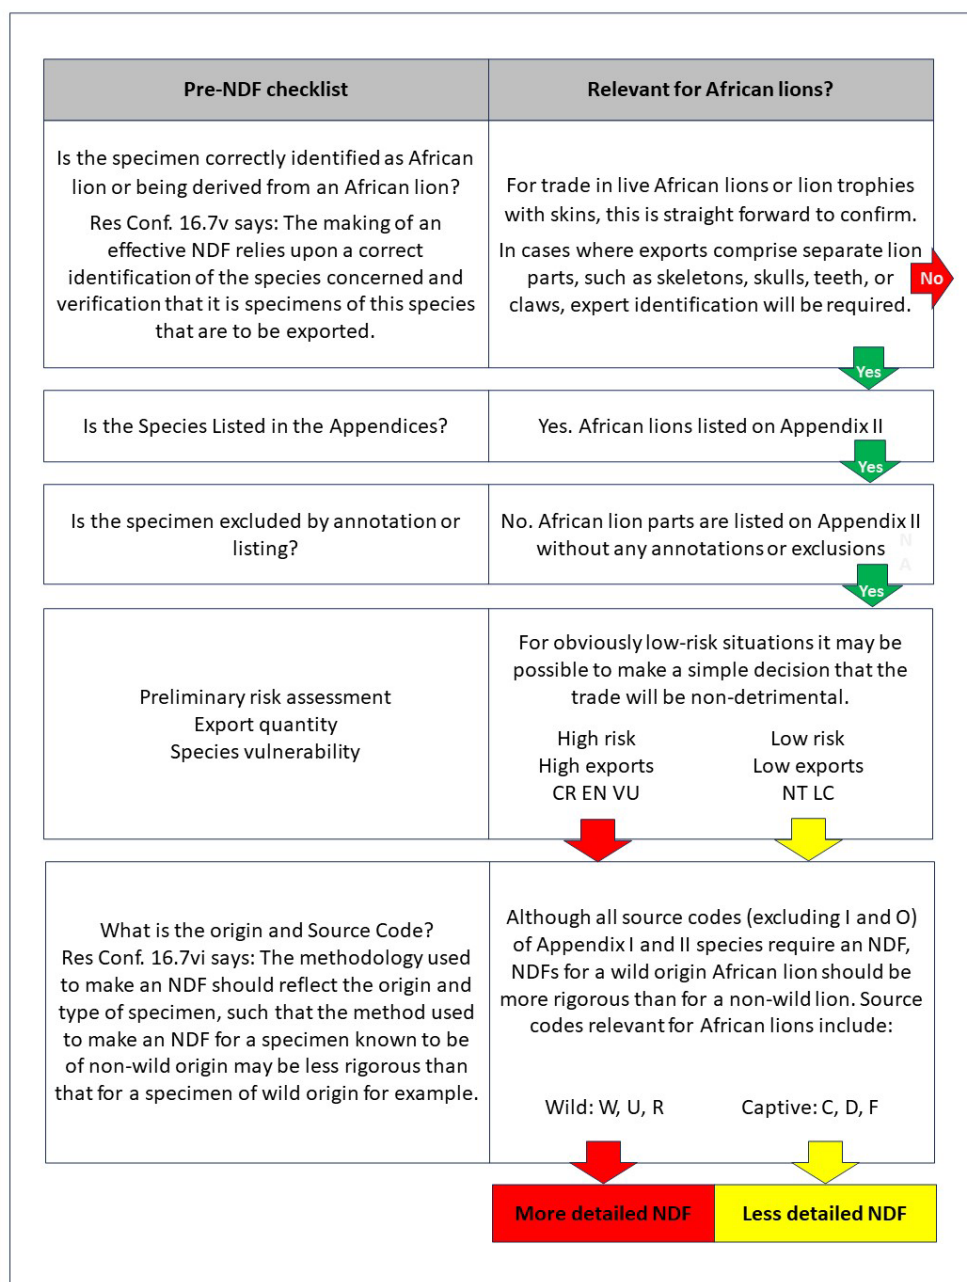 Pre-NDF checklist
Relevant for African lions?
Is the specimen correctly identified as African
lion or being derived from an African lion?
Res Conf. 16.7v says: The making of an
effective NDF relies upon a correct
identification of the species concerned and
verification that it is specimens of this species
that are to be exported.
For trade in live African lions or lion trophies
with skins, this is straight forward to confirm.
In cases where exports comprise separate lion
parts, such as skeletons, skulls, teeth, or
claws, expert identification will be required.
No
Yes
Is the Species Listed in the Appendices?
Yes. African lions listed on Appendix II
Yes
Is the specimen excluded by annotation or
listing?
No. African lion parts are listed on Appendix II
without any annotations or exclusions
N
A
Yes
Preliminary risk assessment
Export quantity
Species vulnerability
For obviously low-risk situations it may be
possible to make a simple decision that the
trade will be non-detrimental.
High risk
High exports
CR EN VU
Low risk
Low exports
NT LC
What is the origin and Source Code?
Res Conf. 16.7vi says: The methodology used
to make an NDF should reflect the origin and
type of specimen, such that the method used
to make an NDF for a specimen known to be
of non-wild origin may be less rigorous than
that for a specimen of wild origin for example.
Although all source codes (excluding I and O)
of Appendix I and II species require an NDF,
NDFs for a wild origin African lion should be
more rigorous than for a non-wild lion. Source
codes relevant for African lions include:
Wild: W, U, R
Captive: C, D, F
More detailed NDF
Less detailed NDF